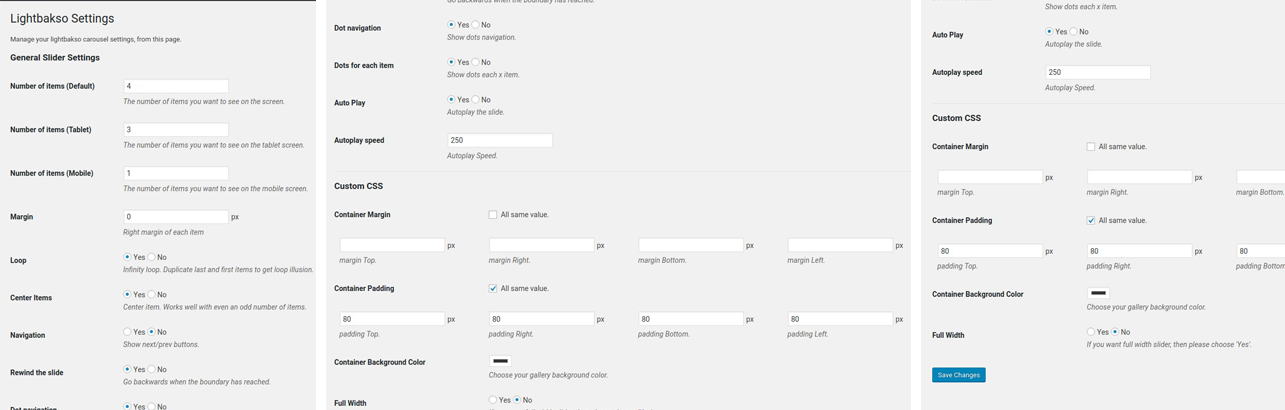 Lightbakso Settings
Manage your lightbakso carousel settings, from this page.
General Slider Settings
Number of items (Default) 4
The number of items you want to see on the screen.
Number of items (Tablet) 3
The number of items you want to see on the tablet screen.
Number of items (Mobile) 1
The number of items you want to see on the mobile screen.
Margin 0 px
Right margin of each item
Loop Yes No
Infinity loop. Duplicate last and first items to get loop illusion.
Center Items Yes No
Center item. Works well with even an odd number of items.
Navigation Yes No
Show next/prev buttons.
Rewind the slide Yes No
Go backwards when the boundary has reached.
Dot navigation Yes No
Go backwards when the boundary has reached.
Dot navigation Yes No
Show dots navigation.
Dots for each item Yes No
Show dots each x item.
Auto Play Yes No
Autoplay the slide.
Autoplay speed 250
Autoplay Speed.
Custom CSS
Container Margin All same value.
px px px px
margin Top. margin Right. margin Bottom. margin Left.
Container Padding All same value.
80 px 80 px 80 px 80 px
padding Top. padding Right. padding Bottom. padding Left.
Container Background Color
Choose your gallery background color.
Full Width Yes No
Show dots each x item.
Auto Play Yes No
Autoplay the slide.
Autoplay speed 250
Autoplay Speed.
Custom CSS
Container Margin All same value.
px px
margin Top. margin Right. margin Bottom.
Container Padding All same value.
80 px 80 px 80
padding Top. padding Right. padding Bottom
Container Background Color
Choose your gallery background color.
Full Width Yes No
If you want full width slider, then please choose 'Yes'.
Save Changes